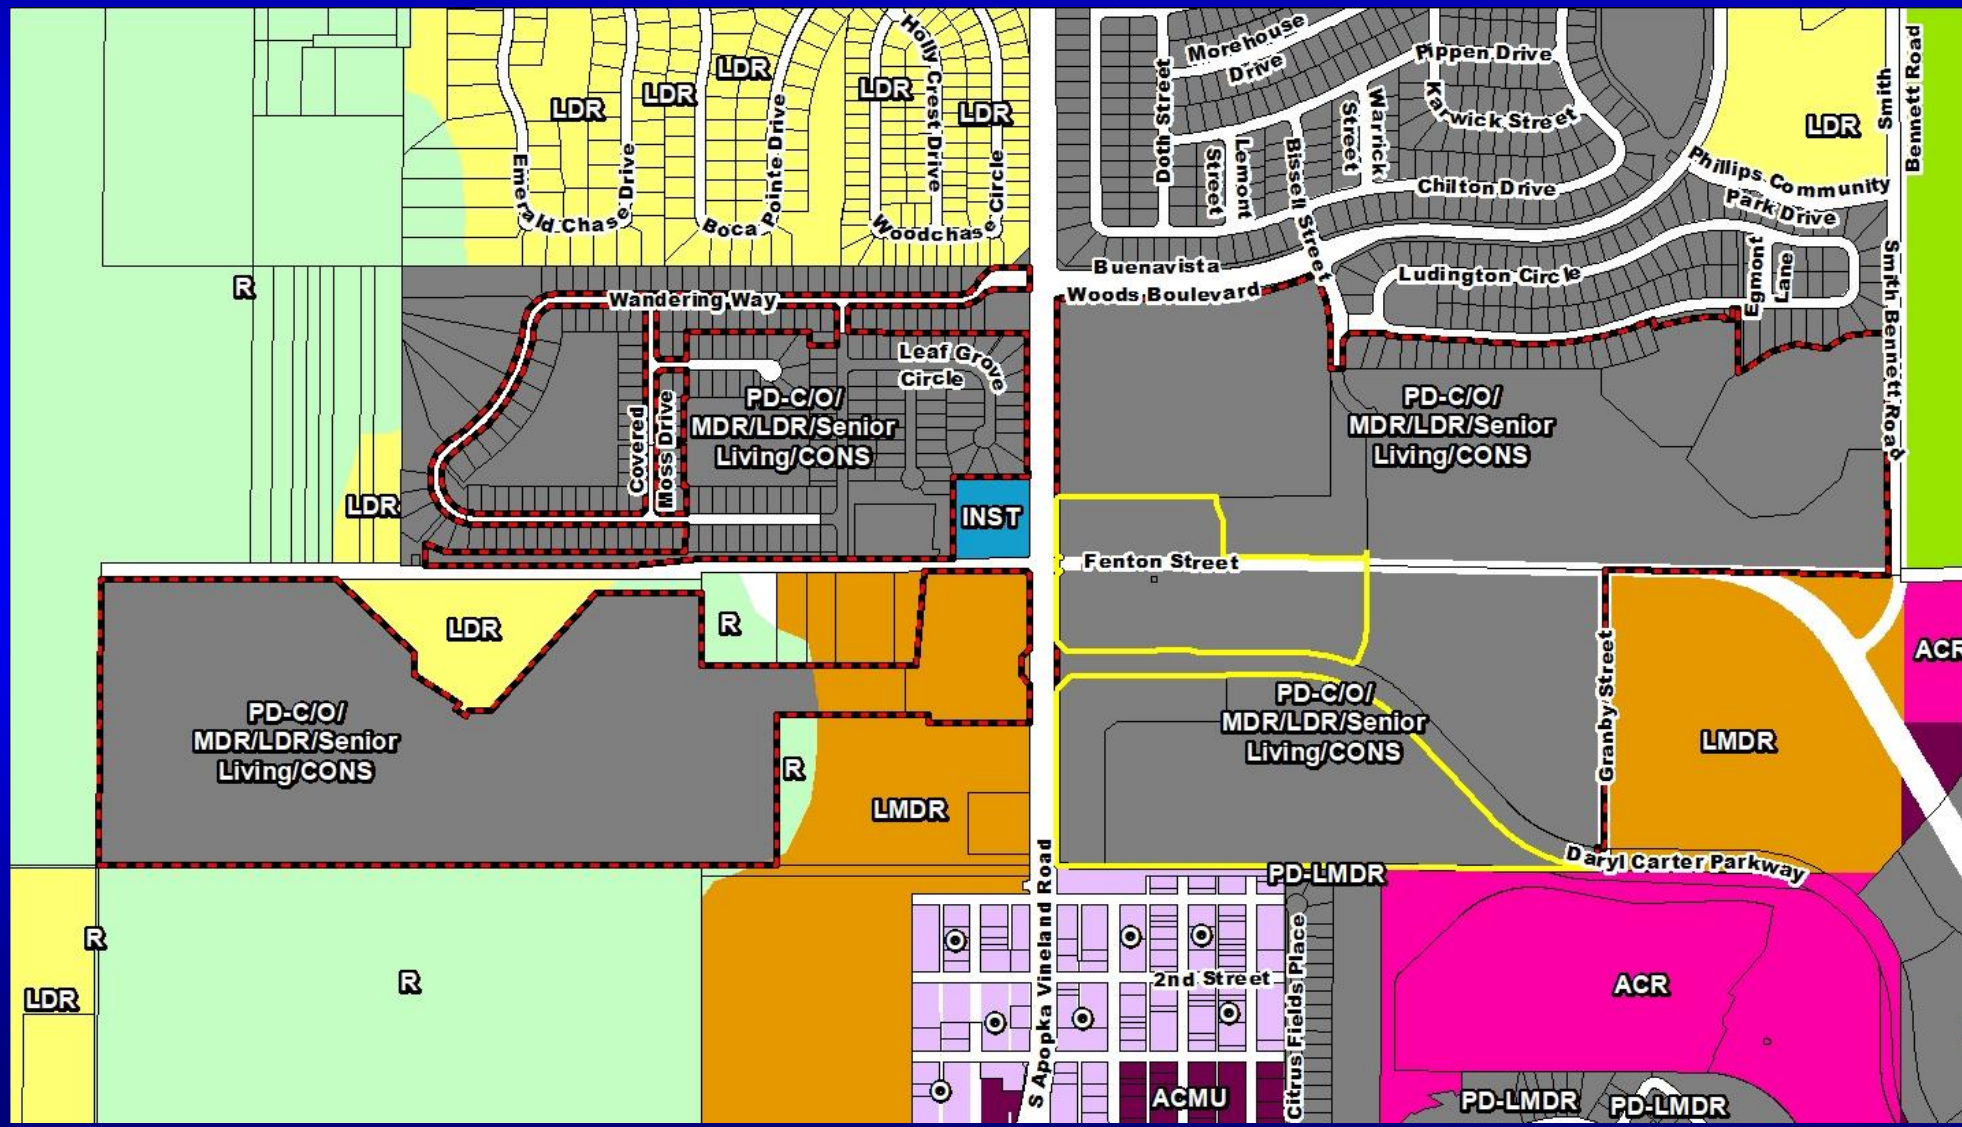 Holly Crest Drive
Morehouse
Drive
Pippen Drive
Smith
Bennett Road
LDR
LDR
LDR
LDR
LDR
LDR
Emerald Chase Drive
Boca Pointe Drive
Woodchase Circle
Doth Street
Lemont
Street
Bissell Street
Warrick
Street
Karwick Street
Chilton Drive
Phillips Community
Park Drive
Buenavista
Woods Boulevard
Ludington Circle
Egmont
Lane
Smith Bennett Road
R
Wandering Way
Leaf Grove
Circle
Covered
Moss Drive
PD-C/O/
MDR/LDR/Senior
Living/CONS
PD-C/O/
MDR/LDR/Senior
Living/CONS
LDR
INST
Fenton Street
LDR
R
Granby Street
ACR
PD-C/O/
MDR/LDR/Senior
Living/CONS
PD-C/O/
MDR/LDR/Senior
Living/CONS
LMDR
R
LMDR
Daryl Carter Parkway
PD-LMDR
S Apopka Vineland Road
Citrus Fields Place
R
LDR
R
2nd Street
ACR
ACMU
PD-LMDR
PD-LMDR